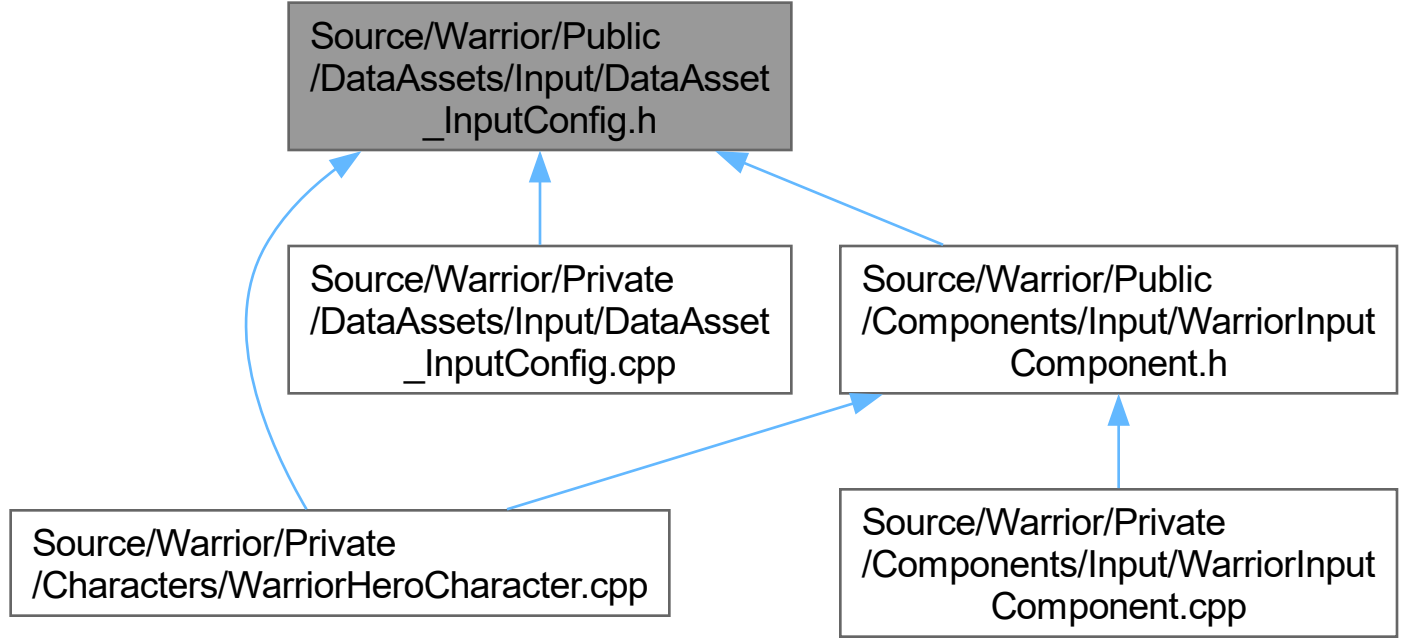 Source/Warrior/Public
/DataAssets/Input/DataAsset
_InputConfig.h
Source/Warrior/Private
/DataAssets/Input/DataAsset
_InputConfig.cpp
Source/Warrior/Public
/Components/Input/WarriorInput
Component.h
Source/Warrior/Private
/Characters/WarriorHeroCharacter.cpp
Source/Warrior/Private
/Components/Input/WarriorInput
Component.cpp